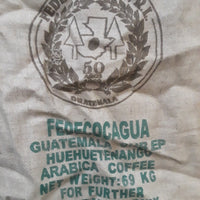 50
GUATEMALA
FEDECOCAGUA
GUATEMALA EP
HUEHUETENANGO
ARABICA COFFEE
NET WEIGHT: 69 KG
FOR FURTHER